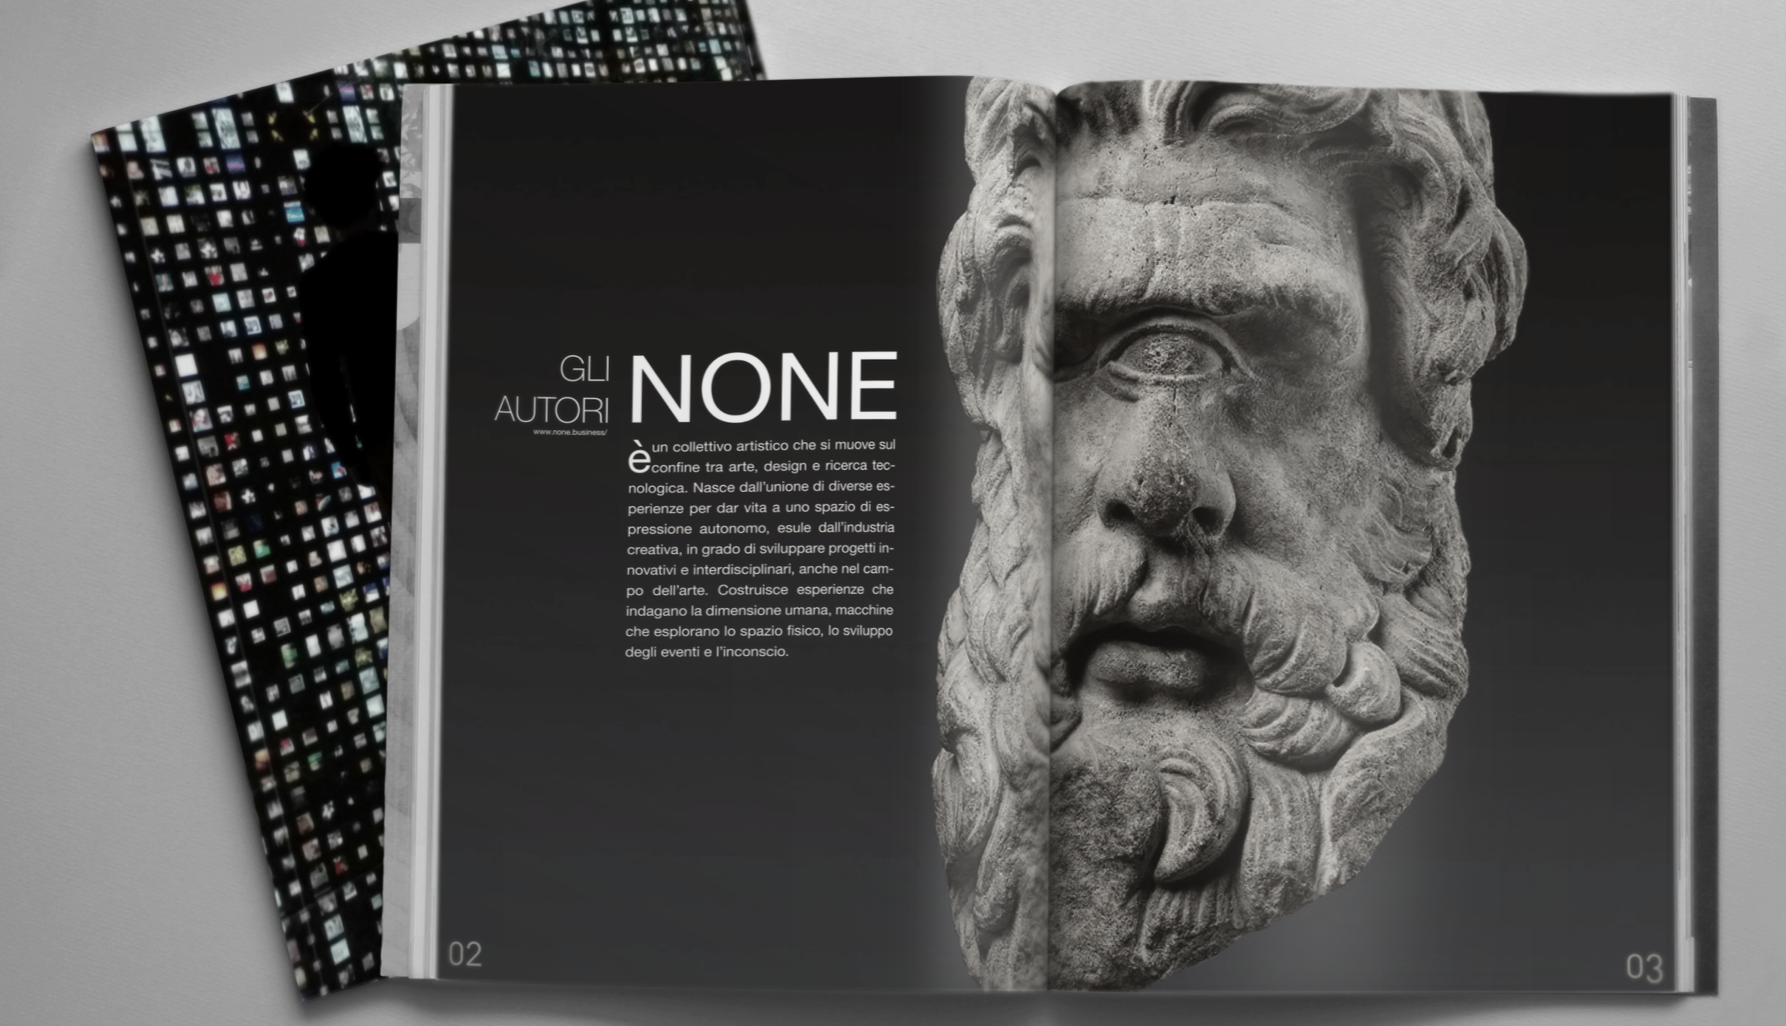 GLI
AUTORI
www.none.business/
NONE
è un collettivo artistico che si muove sul
confine tra arte, design e ricerca tec-
nologica. Nasce dall'unione di diverse es-
perienze per dar vita a uno spazio di es-
pressione autonomo, esule dall'industria
creativa, in grado di sviluppare progetti in-
novativi e interdisciplinari, anche nel cam-
po dell'arte. Costruisce esperienze che
indagano la dimensione umana, macchine
che esplorano lo spazio fisico, lo sviluppo
degli eventi e l'inconscio.
02
03